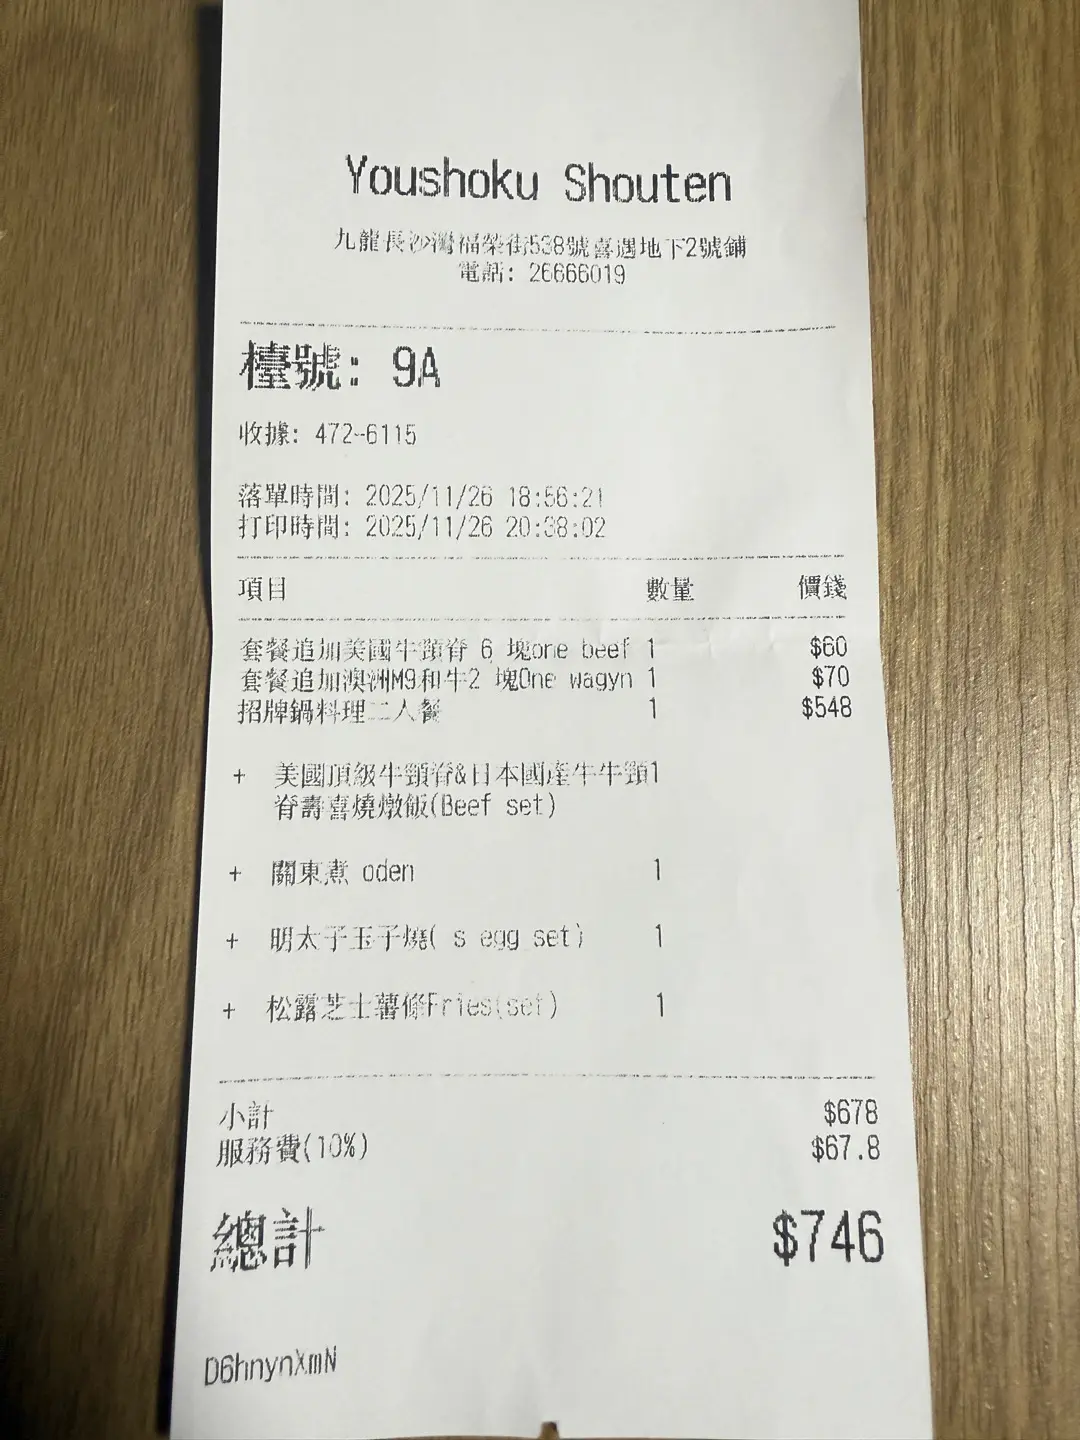 Youshoku Shouten
九龍長沙灣福榮街538號喜遇地下2號鋪
電話: 26666019
檯號: 9A
收據: 472-6115
落單時間: 2025/11/26 18:56:21
打印時間: 2025/11/26 20:38:02
項目 數量 價錢
套餐追加美國牛頸脊 6 塊one beef 1 $60
套餐追加澳洲M9和牛2 塊One wagyn 1 $70
招牌鍋料理二人餐 1 $548
+ 美國頂級牛頸脊&日本國產牛牛頸1
脊壽喜燒燉飯(Beef set)
+ 關東煮 oden 1
+ 明太子玉子燒( s egg set) 1
+ 松露芝士薯條Fries(set) 1
小計 $678
服務費(10%) $67.8
總計 $746
D6hnynXmN